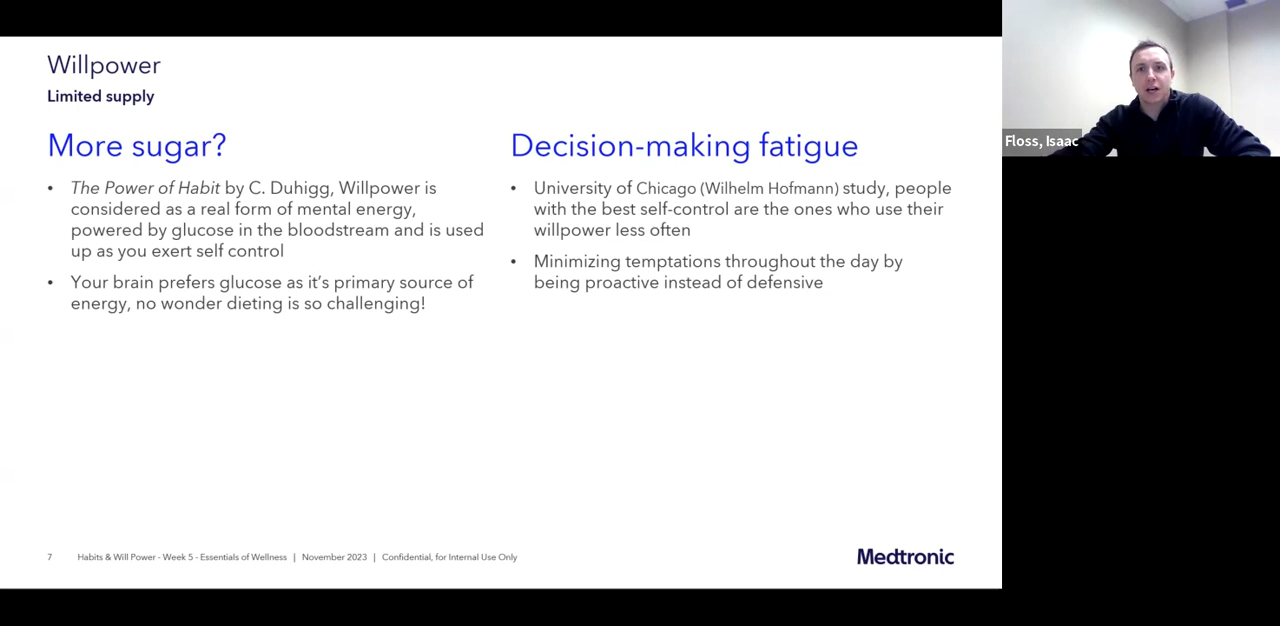 Willpower
Limited supply
More sugar?
• The Power of Habit by C. Duhigg, Willpower is
considered as a real form of mental energy,
powered by glucose in the bloodstream and is used
up as you exert self control
• Your brain prefers glucose as it’s primary source of
energy, no wonder dieting is so challenging!
Decision-making fatigue
• University of Chicago (Wilhelm Hofmann) study, people
with the best self-control are the ones who use their
willpower less often
• Minimizing temptations throughout the day by
being proactive instead of defensive
7 Habits & Will Power - Week 5 - Essentials of Wellness | November 2023 | Confidential, for Internal Use Only
Medtronic
Floss, Isaac